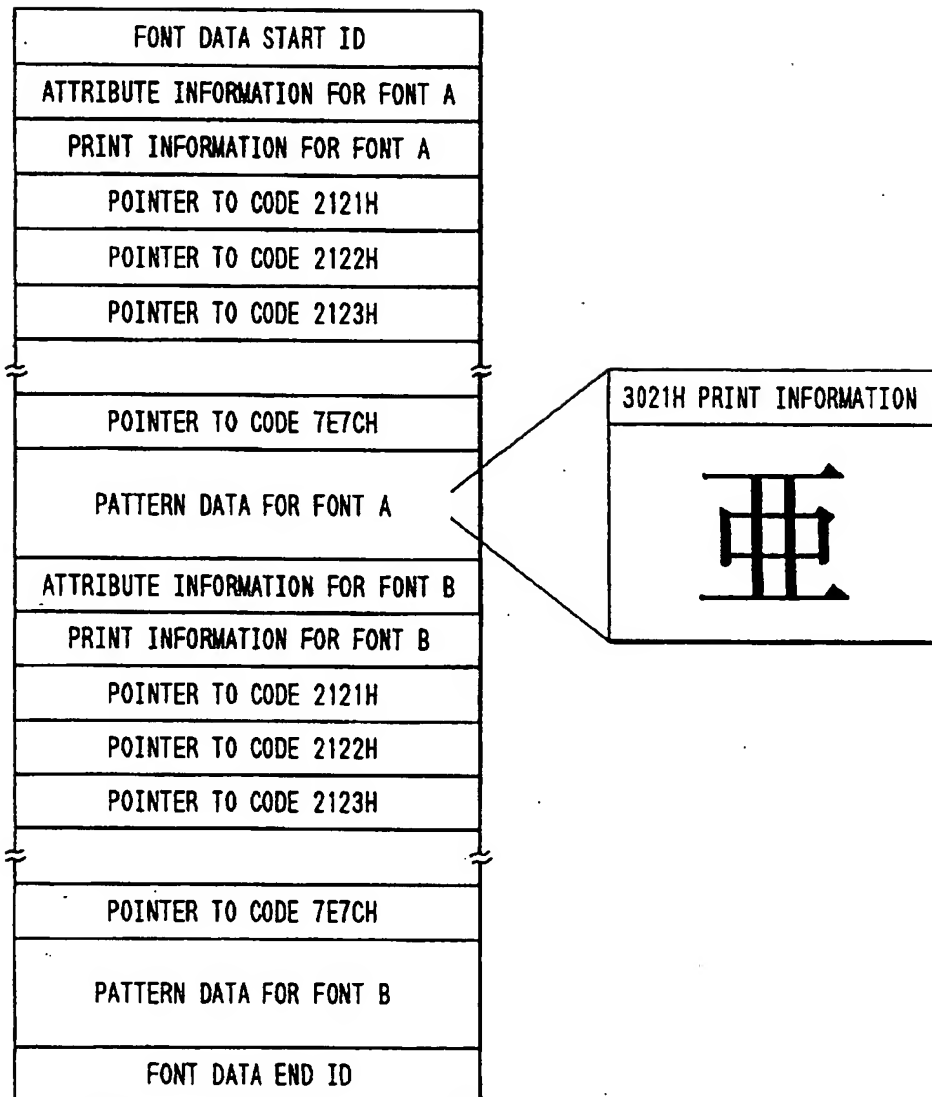 FONT DATA START ID
ATTRIBUTE INFORMATION FOR FONT A
PRINT INFORMATION FOR FONT A
POINTER TO CODE 2121H
POINTER TO CODE 2122H
POINTER TO CODE 2123H
POINTER TO CODE 7E7CH
PATTERN DATA FOR FONT A
3021H PRINT INFORMATION
亜
ATTRIBUTE INFORMATION FOR FONT B
PRINT INFORMATION FOR FONT B
POINTER TO CODE 2121H
POINTER TO CODE 2122H
POINTER TO CODE 2123H
POINTER TO CODE 7E7CH
PATTERN DATA FOR FONT B
FONT DATA END ID